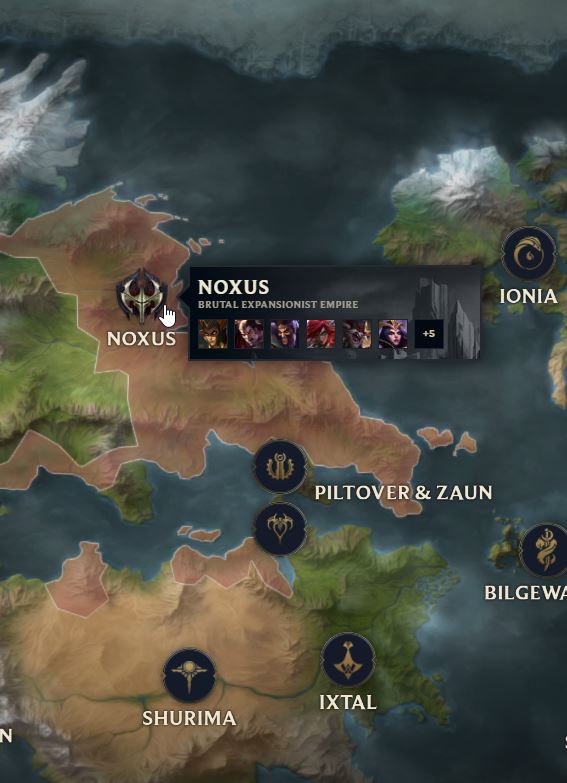 NOXUS
BRUTAL EXPANSIONIST EMPIRE
+5
IONIA
NOXUS
PILTOVER & ZAUN
BILGEWA
IXTAL
SHURIMA
N